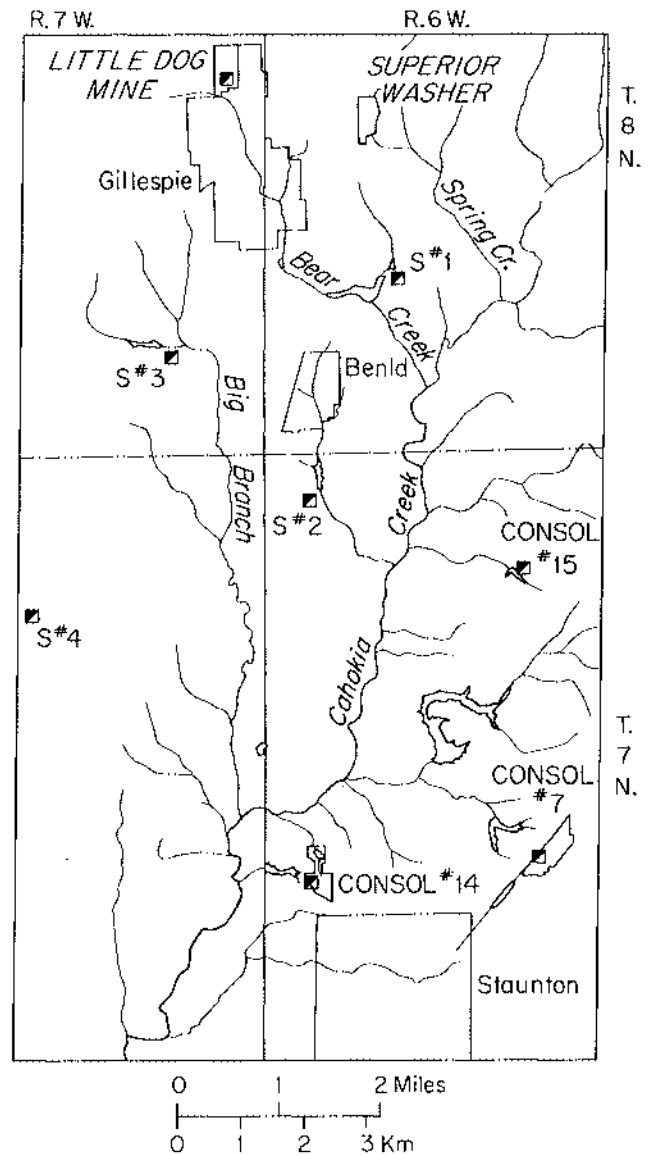 R.7 W. R.6 W.
LITTLE DOG
MINE
SUPERIOR
WASHER
T.
8
N.
Gillespie
Spring Cr.
Bear
S#1
Creek
S#3
Big
Benld
Branch
S#2
Creek
CONSOL
#15
S#4
Cahokia
T.
7
N.
CONSOL
#7
CONSOL #14
Staunton
0 1 2 Miles
0 1 2 3 Km